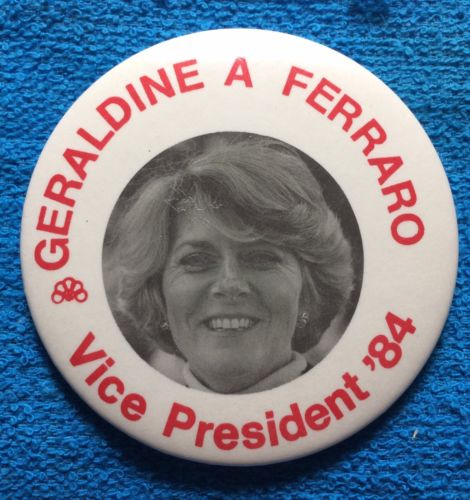 GERALDINE A FERRARO
Vice President '84